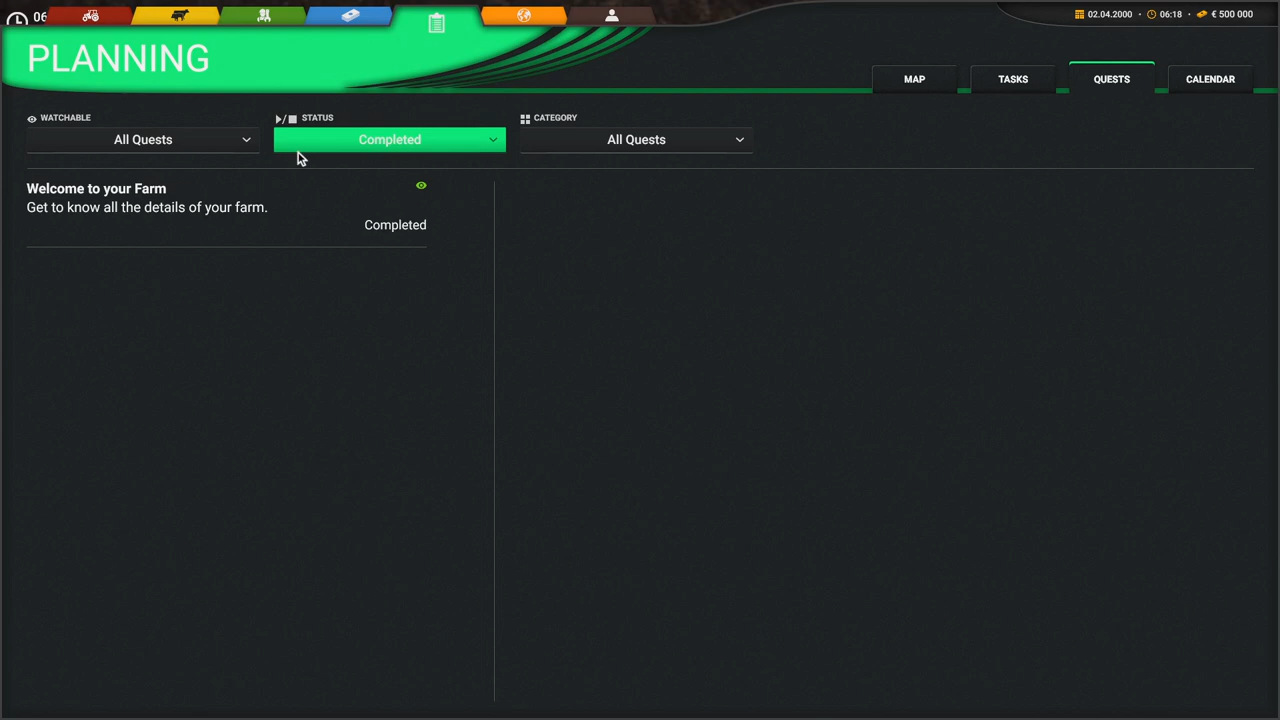 06
02.04.2000 • 06:18 • € 500 000
PLANNING
MAP
TASKS
QUESTS
CALENDAR
WATCHABLE
STATUS
CATEGORY
All Quests
Completed
All Quests
Welcome to your Farm
Get to know all the details of your farm.
Completed